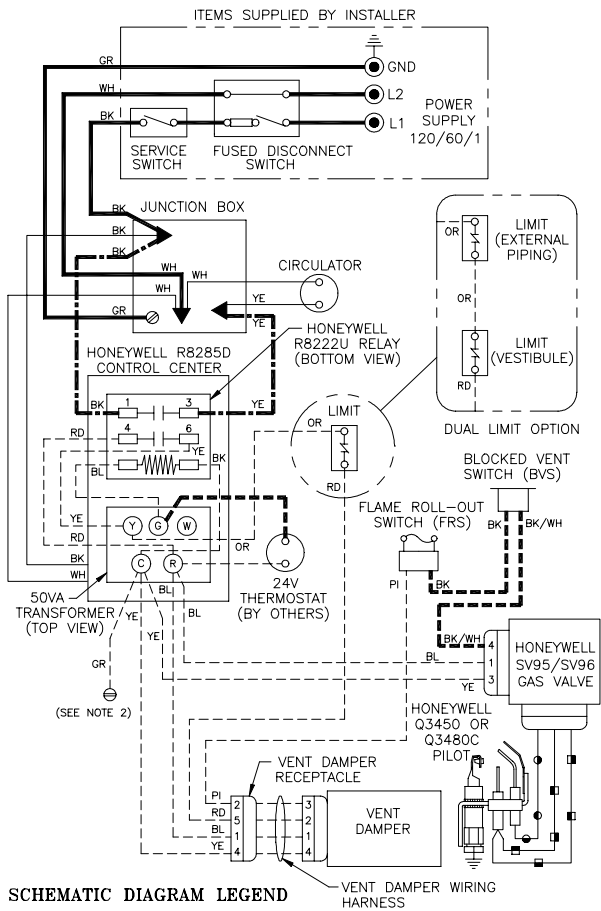 ITEMS SUPPLIED BY INSTALLER
GR
GND
WH
L2
POWER
SUPPLY
120/60/1
BK
L1
SERVICE
SWITCH
FUSED DISCONNECT
SWITCH
BK
JUNCTION BOX
BK
BK
WH
WH
WH
CIRCULATOR
YE
YE
GR
OR
LIMIT
(EXTERNAL
PIPING)
OR
LIMIT
(VESTIBULE)
RD
DUAL LIMIT OPTION
HONEYWELL
R8222U RELAY
(BOTTOM VIEW)
HONEYWELL R8285D
CONTROL CENTER
BK
1
3
YE
RD
4
6
YE
BL
BK
OR
LIMIT
RD
BLOCKED VENT
SWITCH (BVS)
BK
BK/WH
FLAME ROLL-OUT
SWITCH (FRS)
YE
Y
G
W
RD
OR
BK
WH
C
R
BL
BL
24V
THERMOSTAT
(BY OTHERS)
PI
BK
50VA
TRANSFORMER
(TOP VIEW)
YE
YE
BK/WH
4
BL
1
YE
3
HONEYWELL
SV95/SV96
GAS VALVE
GR
(SEE NOTE 2)
HONEYWELL
Q3450 OR
Q3480C
PILOT
VENT DAMPER
RECEPTACLE
PI
2
3
RD
5
2
BL
1
1
YE
4
4
VENT
DAMPER
VENT DAMPER WIRING
HARNESS
SCHEMATIC DIAGRAM LEGEND